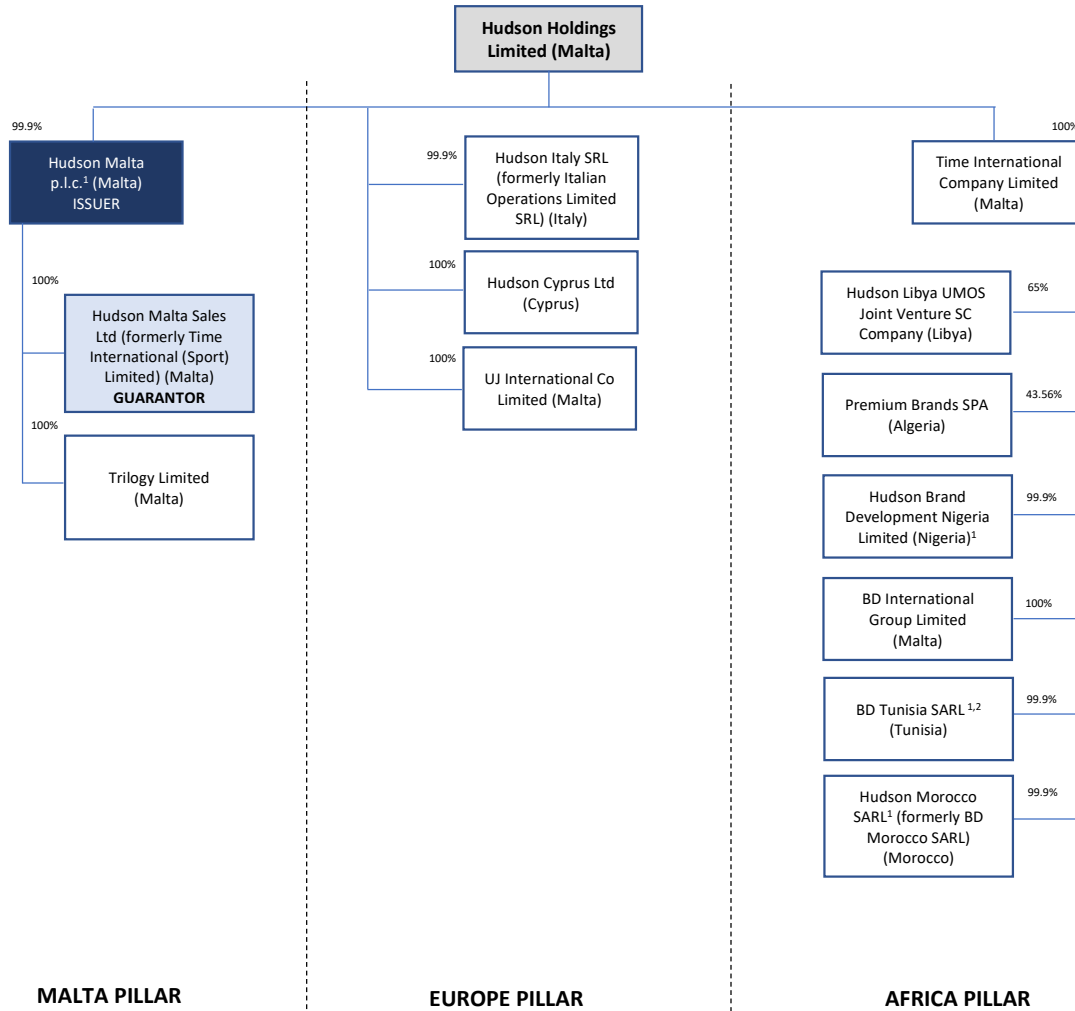 Hudson Holdings
Limited (Malta)
99.9%
Hudson Malta
p.l.c.¹ (Malta)
ISSUER
100%
Hudson Malta Sales
Ltd (formerly Time
International (Sport)
Limited) (Malta)
GUARANTOR
100%
Trilogy Limited
(Malta)
99.9%
Hudson Italy SRL
(formerly Italian
Operations Limited
SRL) (Italy)
100%
Hudson Cyprus Ltd
(Cyprus)
100%
UJ International Co
Limited (Malta)
100%
Time International
Company Limited
(Malta)
Hudson Libya UMOS
Joint Venture SC
Company (Libya)
65%
Premium Brands SPA
(Algeria)
43.56%
Hudson Brand
Development Nigeria
Limited (Nigeria)¹
99.9%
BD International
Group Limited
(Malta)
100%
BD Tunisia SARL ¹,²
(Tunisia)
99.9%
Hudson Morocco
SARL¹ (formerly BD
Morocco SARL)
(Morocco)
99.9%
MALTA PILLAR
EUROPE PILLAR
AFRICA PILLAR